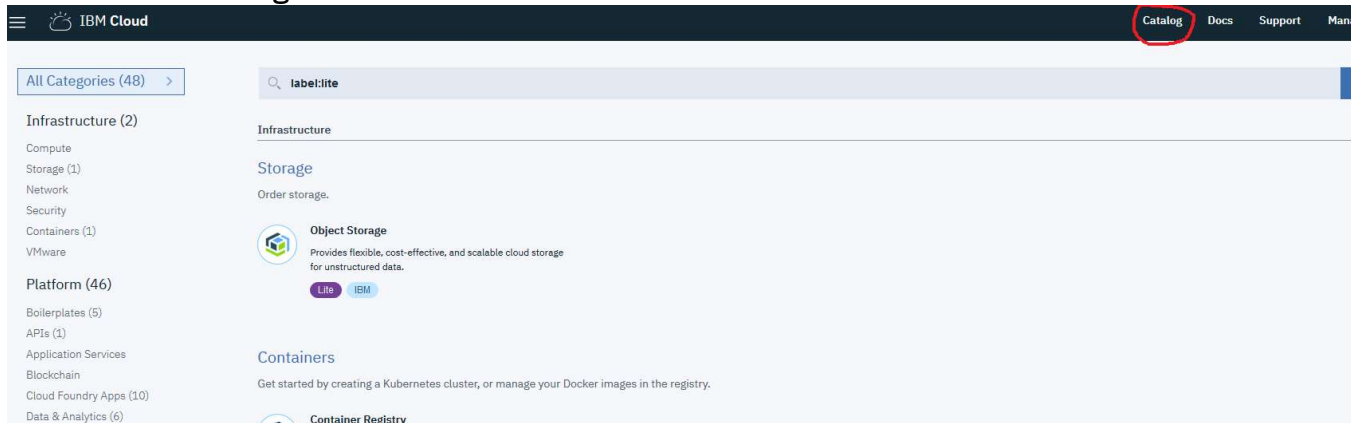 IBM Cloud
Catalog Docs Support
All Categories (48) >
Infrastructure (2)
Compute
Storage (1)
Network
Security
Containers (1)
VMware
Platform (46)
Boilerplates (5)
APIs (1)
Application Services
Blockchain
Cloud Foundry Apps (10)
Data & Analytics (6)
label:lite
Infrastructure
Storage
Order storage.
Object Storage
Provides flexible, cost-effective, and scalable cloud storage
for unstructured data.
Lite IBM
Containers
Get started by creating a Kubernetes cluster, or manage your Docker images in the registry.
Container Registry